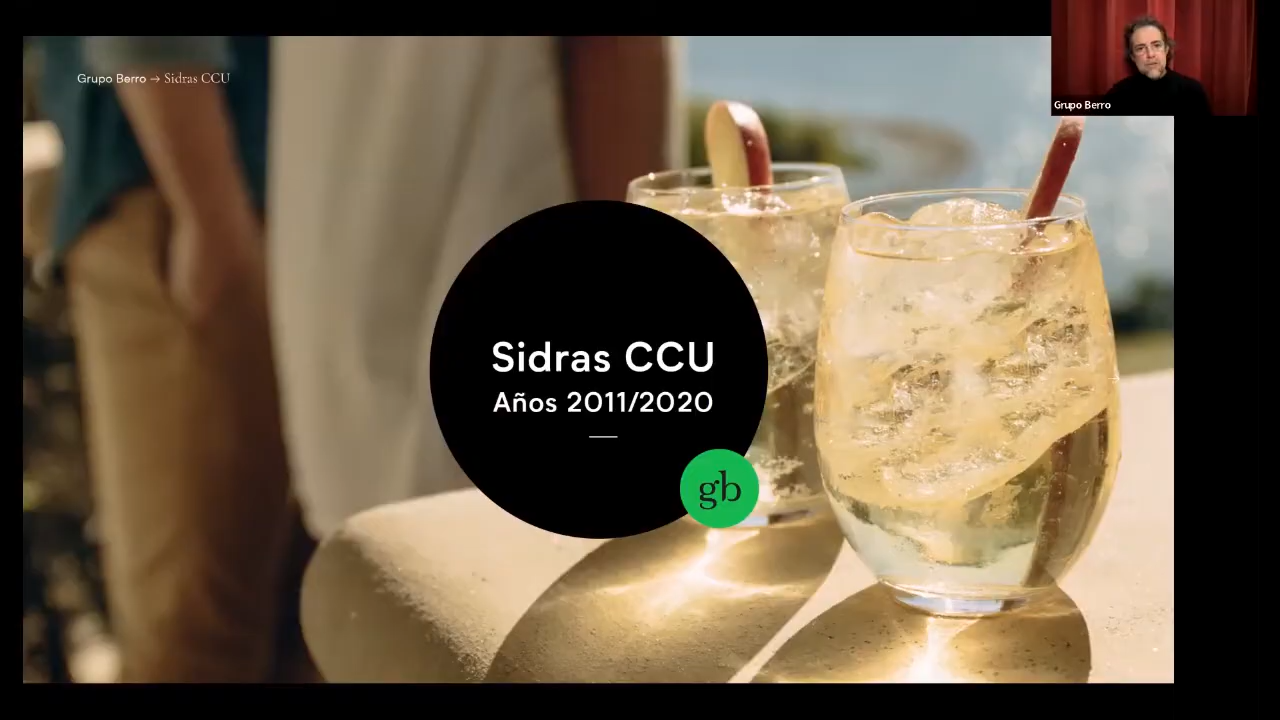 Grupo Berro → Sidras CCU
Grupo Berro
Sidras CCU
Años 2011/2020
gb